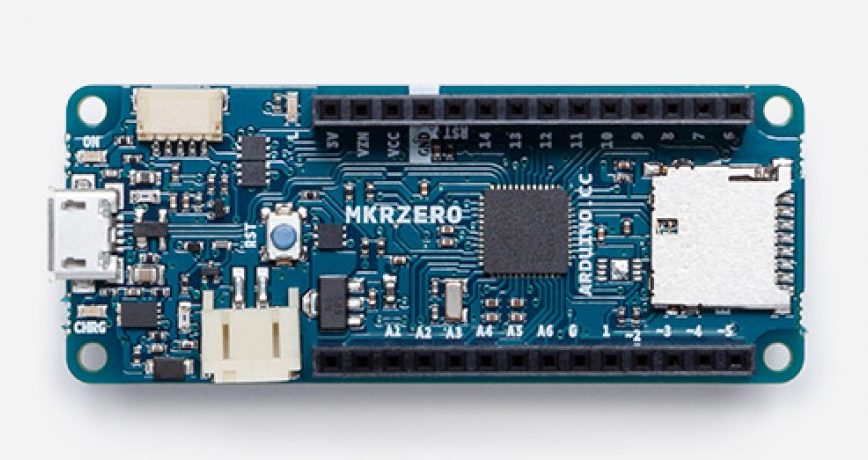 ON
L
5V
VIN
VCC
GND
RST
14
13
12
11
10
9
8
7
6
MKRZERO
ARDUINO.CC
RST
CHRG
A1
A2
A3
A4
A5
A6
0
1
~2
~3
~4
~5